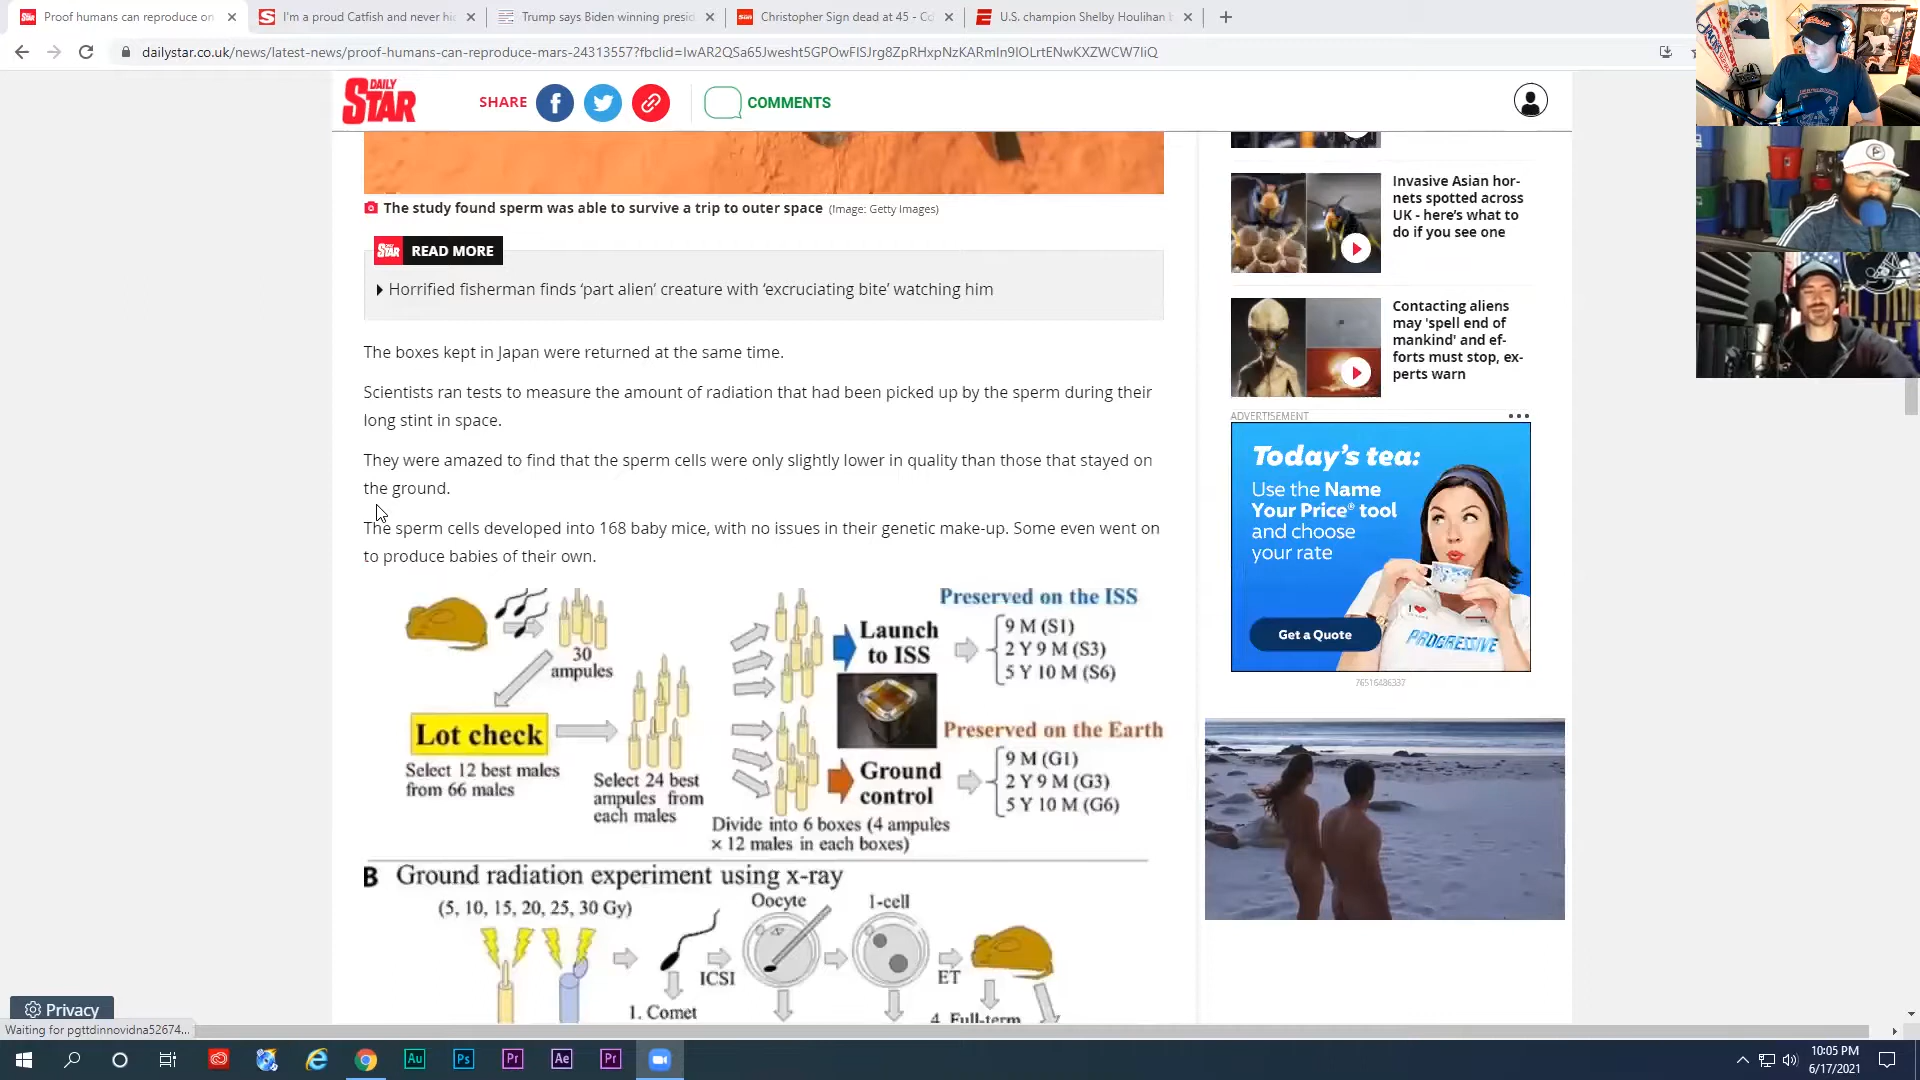 Proof humans can reproduce on
I'm a proud Catfish and never hi
Trump says Biden winning presid
Christopher Sign dead at 45 - Co
U.S. champion Shelby Houlihan b
dailystar.co.uk/news/latest-news/proof-humans-can-reproduce-mars-24313557?fbclid=IwAR2QSa65Jwesht5GPOwFISJrg8ZpRHxpNzKARmIn9IOLrtENwKXZWCW7IiQ
DAILY
STAR
SHARE
COMMENTS
The study found sperm was able to survive a trip to outer space (Image: Getty Images)
STAR READ MORE
Horrified fisherman finds ‘part alien’ creature with ‘excruciating bite’ watching him
The boxes kept in Japan were returned at the same time.
Scientists ran tests to measure the amount of radiation that had been picked up by the sperm during their
long stint in space.
They were amazed to find that the sperm cells were only slightly lower in quality than those that stayed on
the ground.
The sperm cells developed into 168 baby mice, with no issues in their genetic make-up. Some even went on
to produce babies of their own.
30
ampules
Lot check
Select 12 best males
from 66 males
Select 24 best
ampules from
each males
Launch
to ISS
Preserved on the ISS
9 M (S1)
2 Y 9 M (S3)
5 Y 10 M (S6)
Ground
control
Preserved on the Earth
9 M (G1)
2 Y 9 M (G3)
5 Y 10 M (G6)
Divide into 6 boxes (4 ampules
× 12 males in each boxes)
B Ground radiation experiment using x-ray
(5, 10, 15, 20, 25, 30 Gy)
Oocyte
1-cell
ICSI
ET
1. Comet
4. Full-term
Invasive Asian hor-
nets spotted across
UK - here’s what to
do if you see one
Contacting aliens
may 'spell end of
mankind' and ef-
forts must stop, ex-
perts warn
ADVERTISEMENT
Today’s tea:
Use the Name
Your Price® tool
and choose
your rate
Get a Quote
I
PROGRESSIVE
76516486337
Privacy
Waiting for pgttdinnovidna52674...
Au
Ps
Pr
Ae
Pr
10:05 PM
6/17/2021